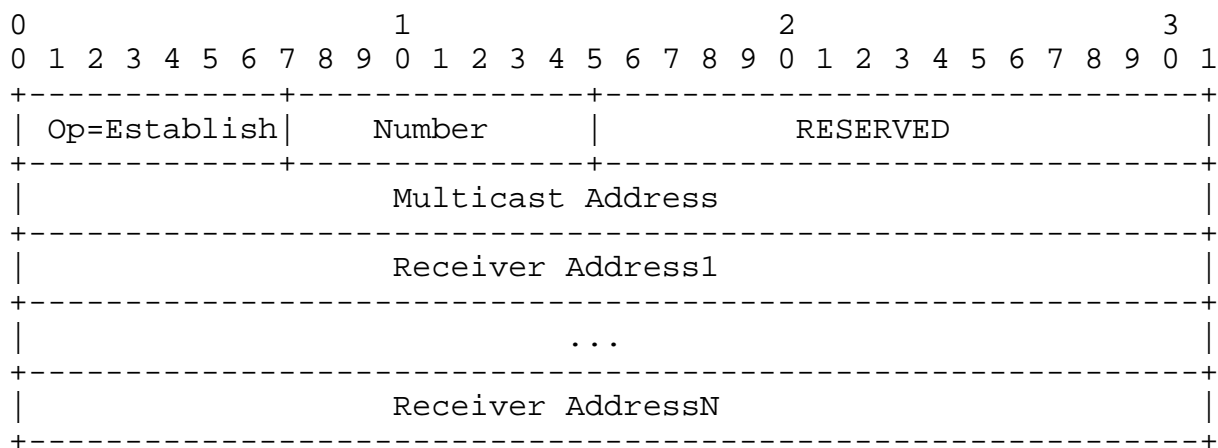 0                   1                   2                   3
0 1 2 3 4 5 6 7 8 9 0 1 2 3 4 5 6 7 8 9 0 1 2 3 4 5 6 7 8 9 0 1
+-------------+---------------+-------------------------------+
| Op=Establish|    Number     |          RESERVED             |
+-------------+---------------+-------------------------------+
|                   Multicast Address                         |
+-------------------------------------------------------------+
|                   Receiver Address1                         |
+-------------------------------------------------------------+
|                            ...                              |
+-------------------------------------------------------------+
|                   Receiver AddressN                         |
+-------------------------------------------------------------+